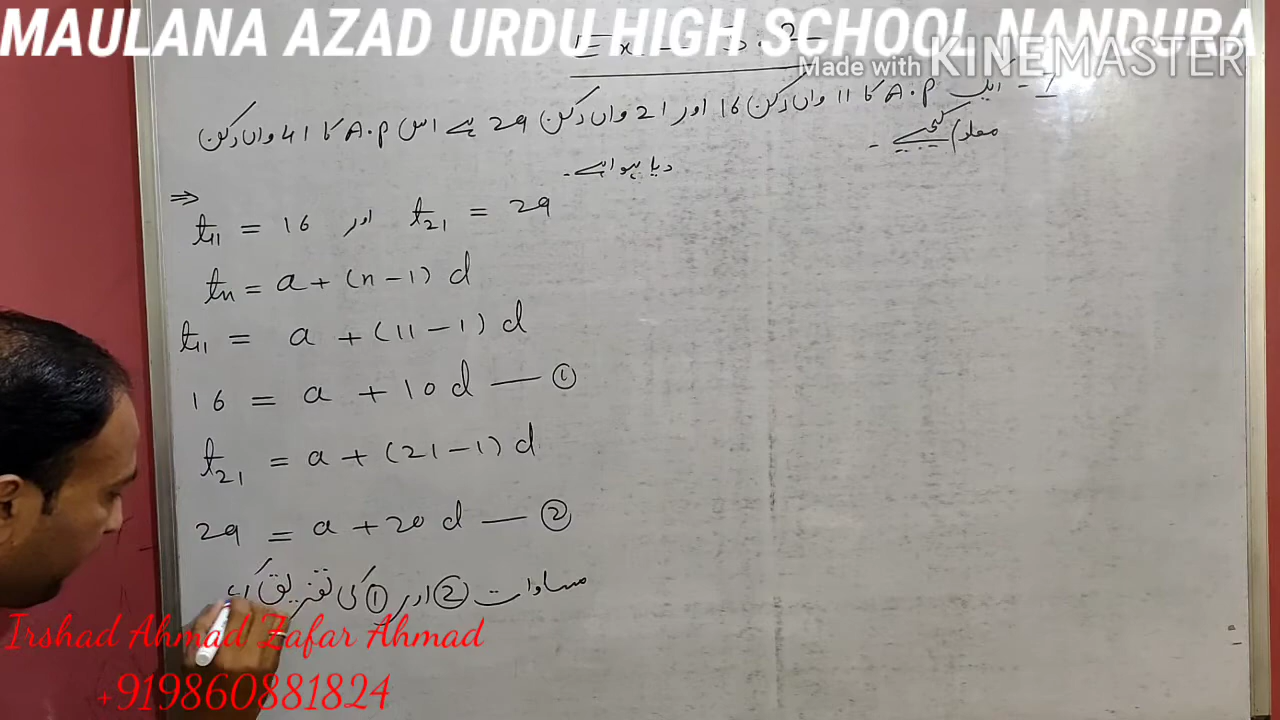 MAULANA AZAD URDU HIGH SCHOOL NANDURA
Made with KINEMASTER
7 - ایک A.P کا 11 واں رکن 16 اور 21 واں رکن 29 ہے اس A.P کا 41 واں رکن
معلوم کیجیے -
دیا ہوا ہے -
⇒
t₁₁ = 16 اور t₂₁ = 29
tn = a + (n - 1) d
t₁₁ = a + (11 - 1) d
16 = a + 10 d — ①
t₂₁ = a + (21 - 1) d
29 = a + 20 d — ②
مساوات ② اور ① کی تفریق
Irshad Ahmad Zafar Ahmad
+919860881824